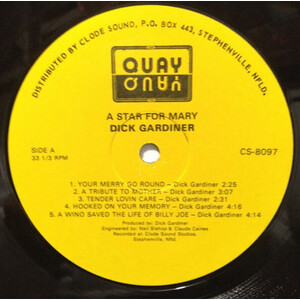 DISTRIBUTED BY CLODE SOUND, P.O. BOX 442, STEPHENVILLE, NFLD.
QUAY
QUAY
A STAR FOR MARY
DICK GARDINER
SIDE A
33 1/3 RPM
CS-8097
1. YOUR MERRY GO ROUND – Dick Gardiner 2:25
2. A TRIBUTE TO MOTHER – Dick Gardiner 3:07
3. TENDER LOVIN CARE – Dick Gardiner 2:31
4. HOOKED ON YOUR MEMORY – Dick Gardiner 4:16
5. A WINO SAVED THE LIFE OF BILLY JOE – Dick Gardiner 4:14
Produced by: Dick Gardiner
Engineered by: Neil Bishop & Claude Caines
Recorded at: Clode Sound Studios,
Stephenville, Nfld.